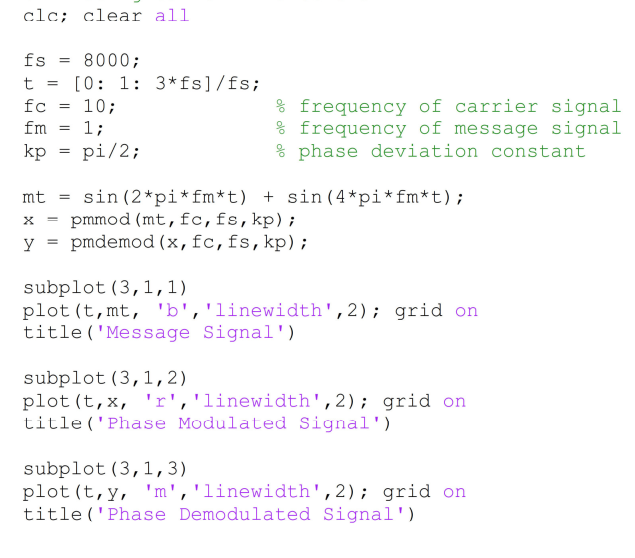 clc; clear all
fs = 8000;
t = [0: 1: 3*fs]/fs;
fc = 10; % frequency of carrier signal
fm = 1; % frequency of message signal
kp = pi/2; % phase deviation constant
mt = sin(2*pi*fm*t) + sin(4*pi*fm*t);
x = pmmod(mt,fc,fs,kp);
y = pmdemod(x,fc,fs,kp);
subplot(3,1,1)
plot(t,mt, 'b','linewidth',2); grid on
title('Message Signal')
subplot(3,1,2)
plot(t,x, 'r','linewidth',2); grid on
title('Phase Modulated Signal')
subplot(3,1,3)
plot(t,y, 'm','linewidth',2); grid on
title('Phase Demodulated Signal')